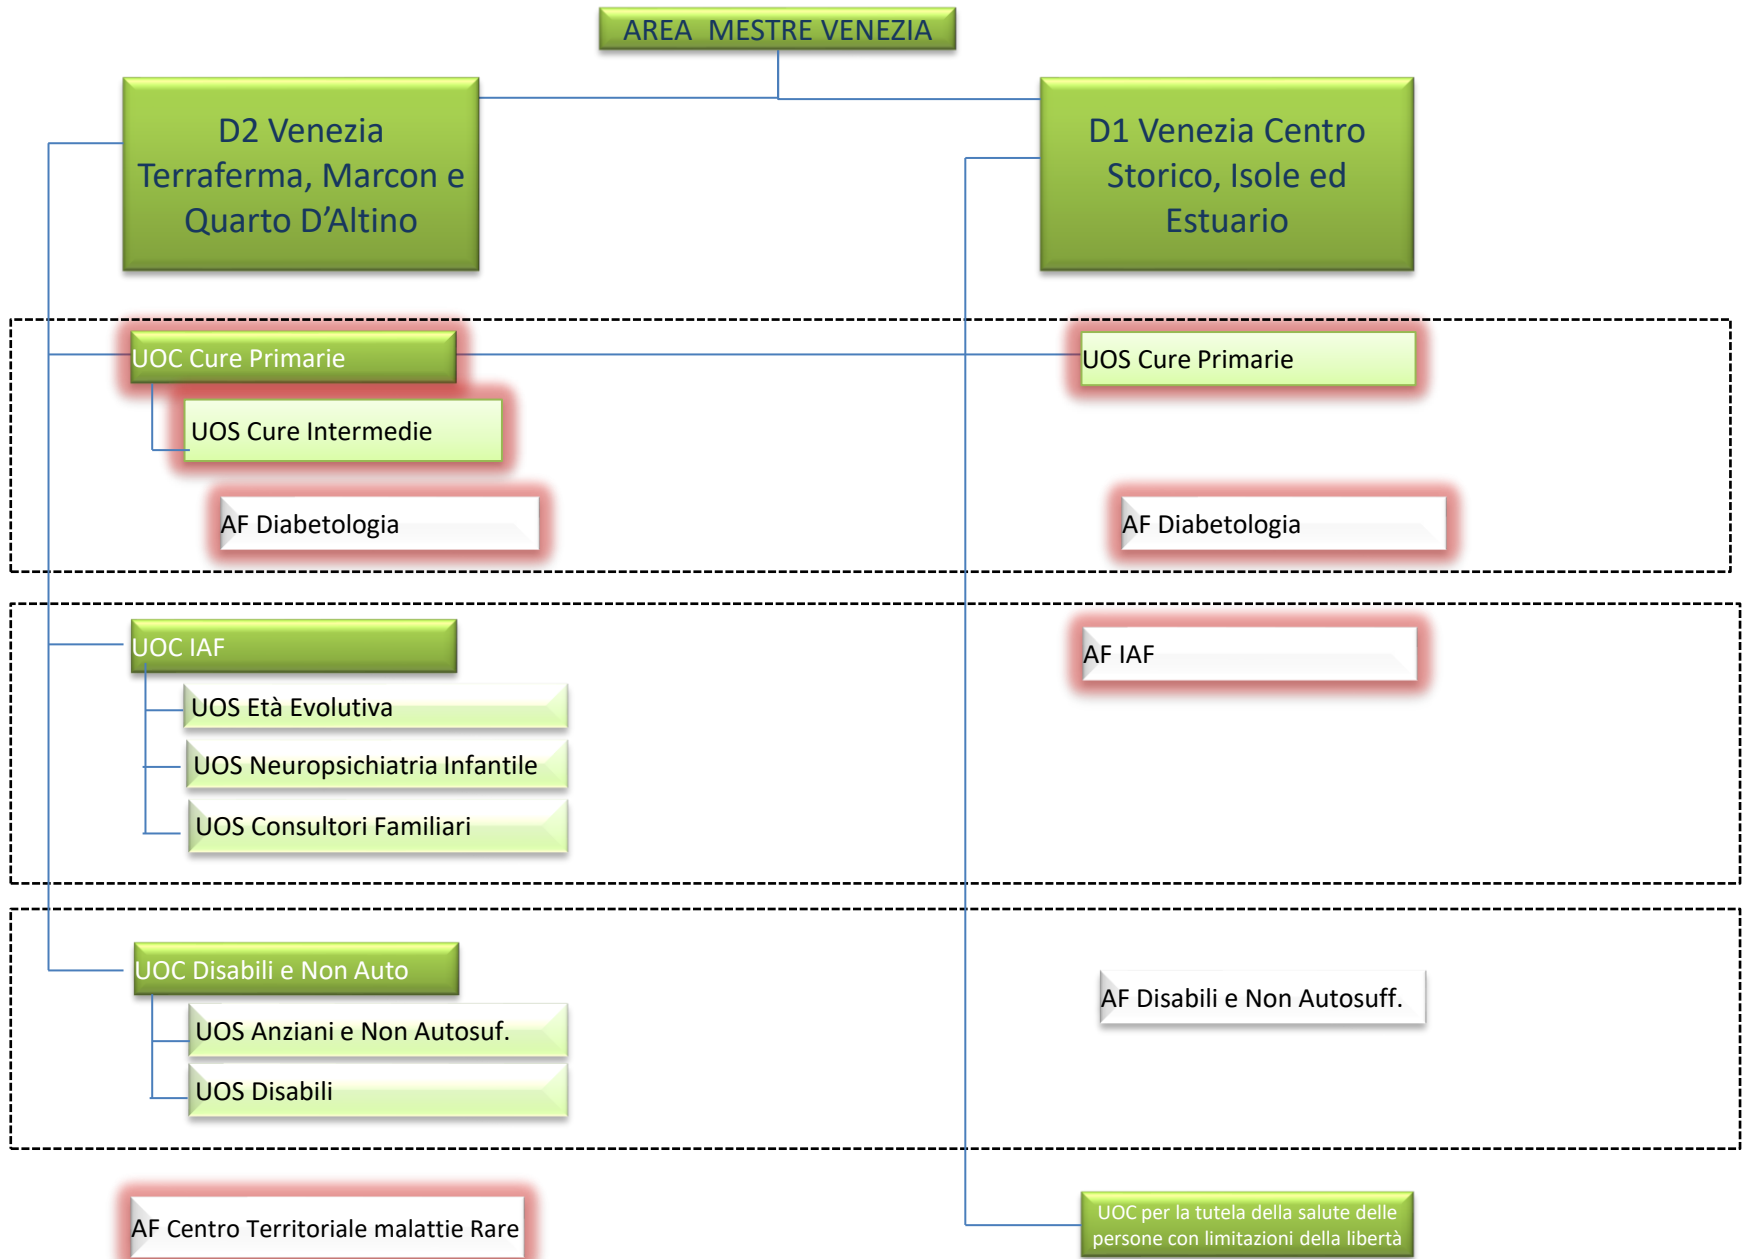 AREA MESTRE VENEZIA
D2 Venezia
Terraferma, Marcon e
Quarto D’Altino
D1 Venezia Centro
Storico, Isole ed
Estuario
UOC Cure Primarie
UOS Cure Primarie
UOS Cure Intermedie
AF Diabetologia
AF Diabetologia
UOC IAF
AF IAF
UOS Età Evolutiva
UOS Neuropsichiatria Infantile
UOS Consultori Familiari
UOC Disabili e Non Auto
AF Disabili e Non Autosuff.
UOS Anziani e Non Autosuf.
UOS Disabili
AF Centro Territoriale malattie Rare
UOC per la tutela della salute delle
persone con limitazioni della libertà